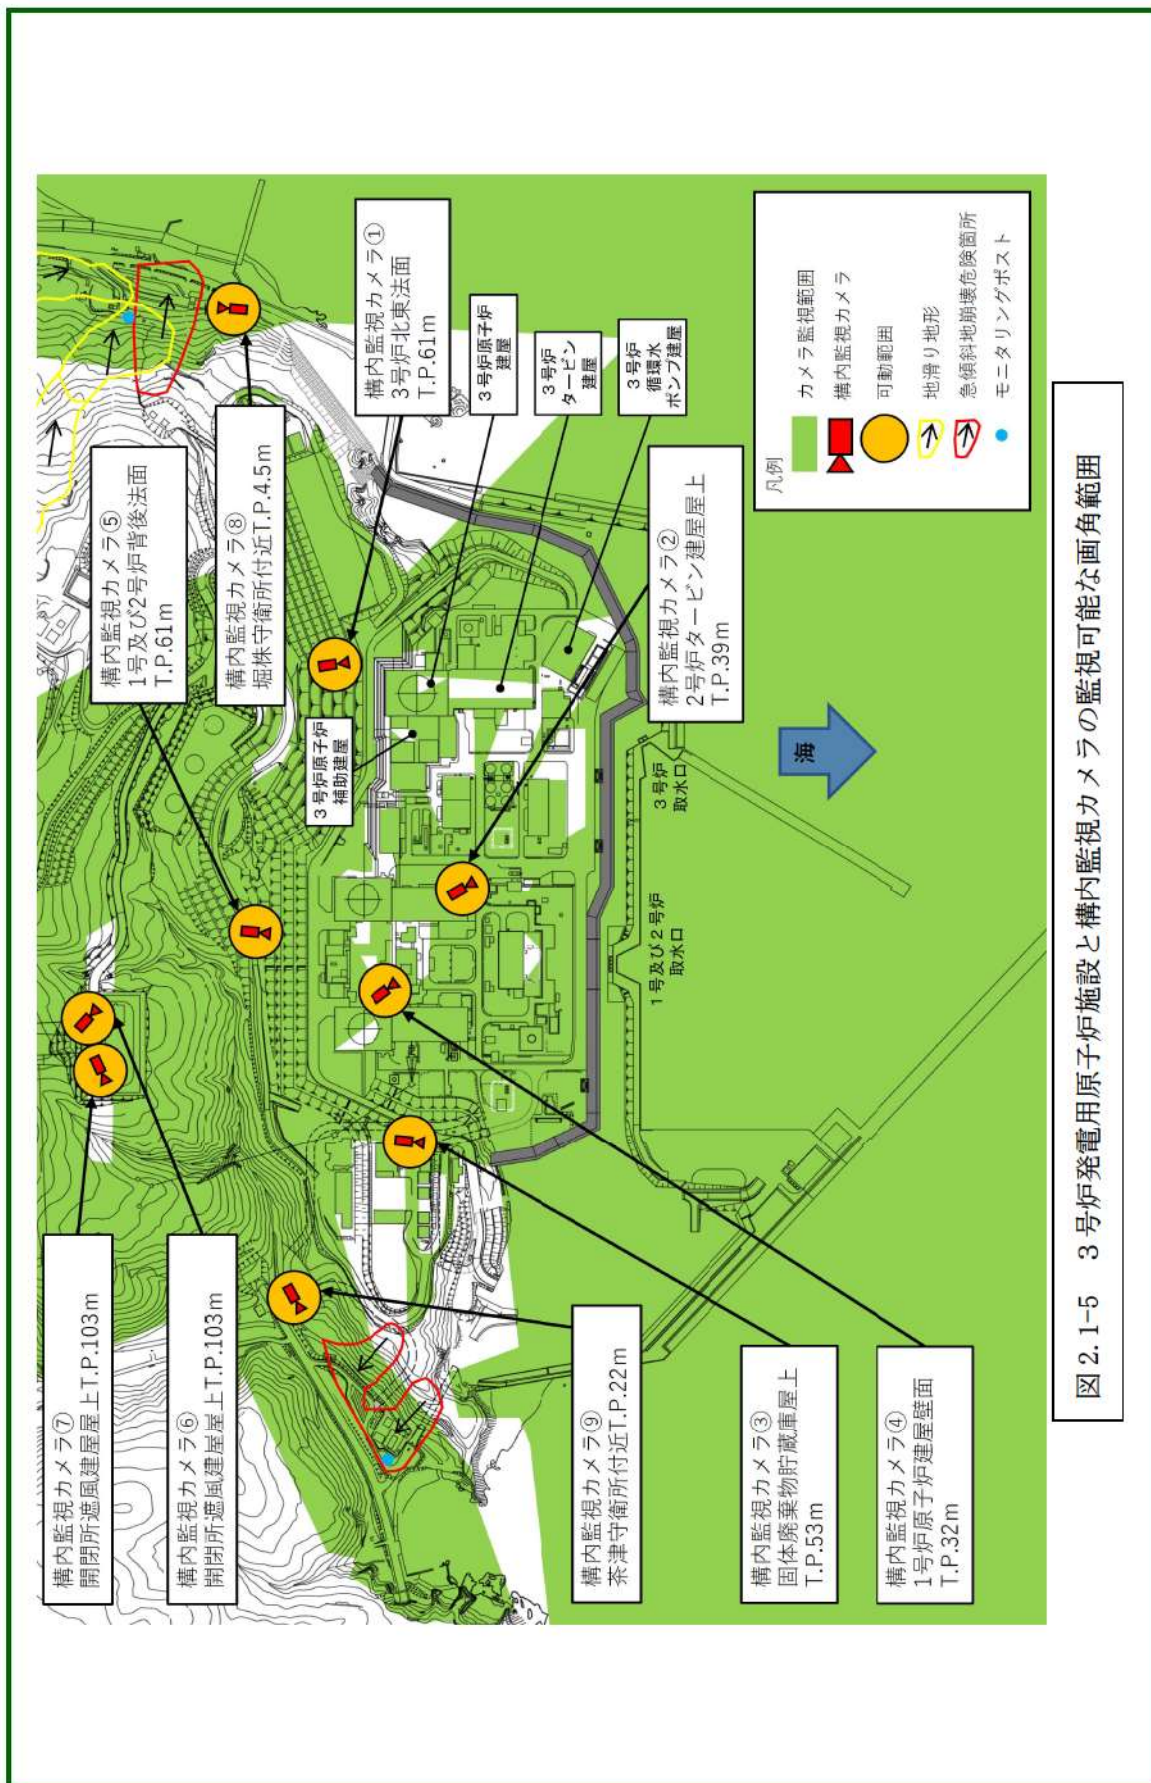 構内監視カメラ⑦
開閉所遮風建屋屋上T.P.103m
構内監視カメラ⑥
開閉所遮風建屋屋上T.P.103m
構内監視カメラ⑤
1号及び2号炉背後法面
T.P.61m
構内監視カメラ⑧
堀株守衛所付近T.P.4.5m
構内監視カメラ①
3号炉北東法面
T.P.61m
3号炉原子炉
建屋
3号炉
タービン
建屋
3号炉
循環水
ポンプ建屋
3号炉原子炉
補助建屋
構内監視カメラ②
2号炉タービン建屋屋上
T.P.39m
構内監視カメラ⑨
茶津守衛所付近T.P.22m
構内監視カメラ③
固体廃棄物貯蔵庫屋上
T.P.53m
構内監視カメラ④
1号炉原子炉建屋壁面
T.P.32m
1号及び2号炉
取水口
3号炉
取水口
海
凡例
カメラ監視範囲
構内監視カメラ
可動範囲
地滑り地形
急傾斜地崩壊危険箇所
モニタリングポスト
図 2.1-5 3号炉発電用原子炉施設と構内監視カメラの監視可能な画角範囲